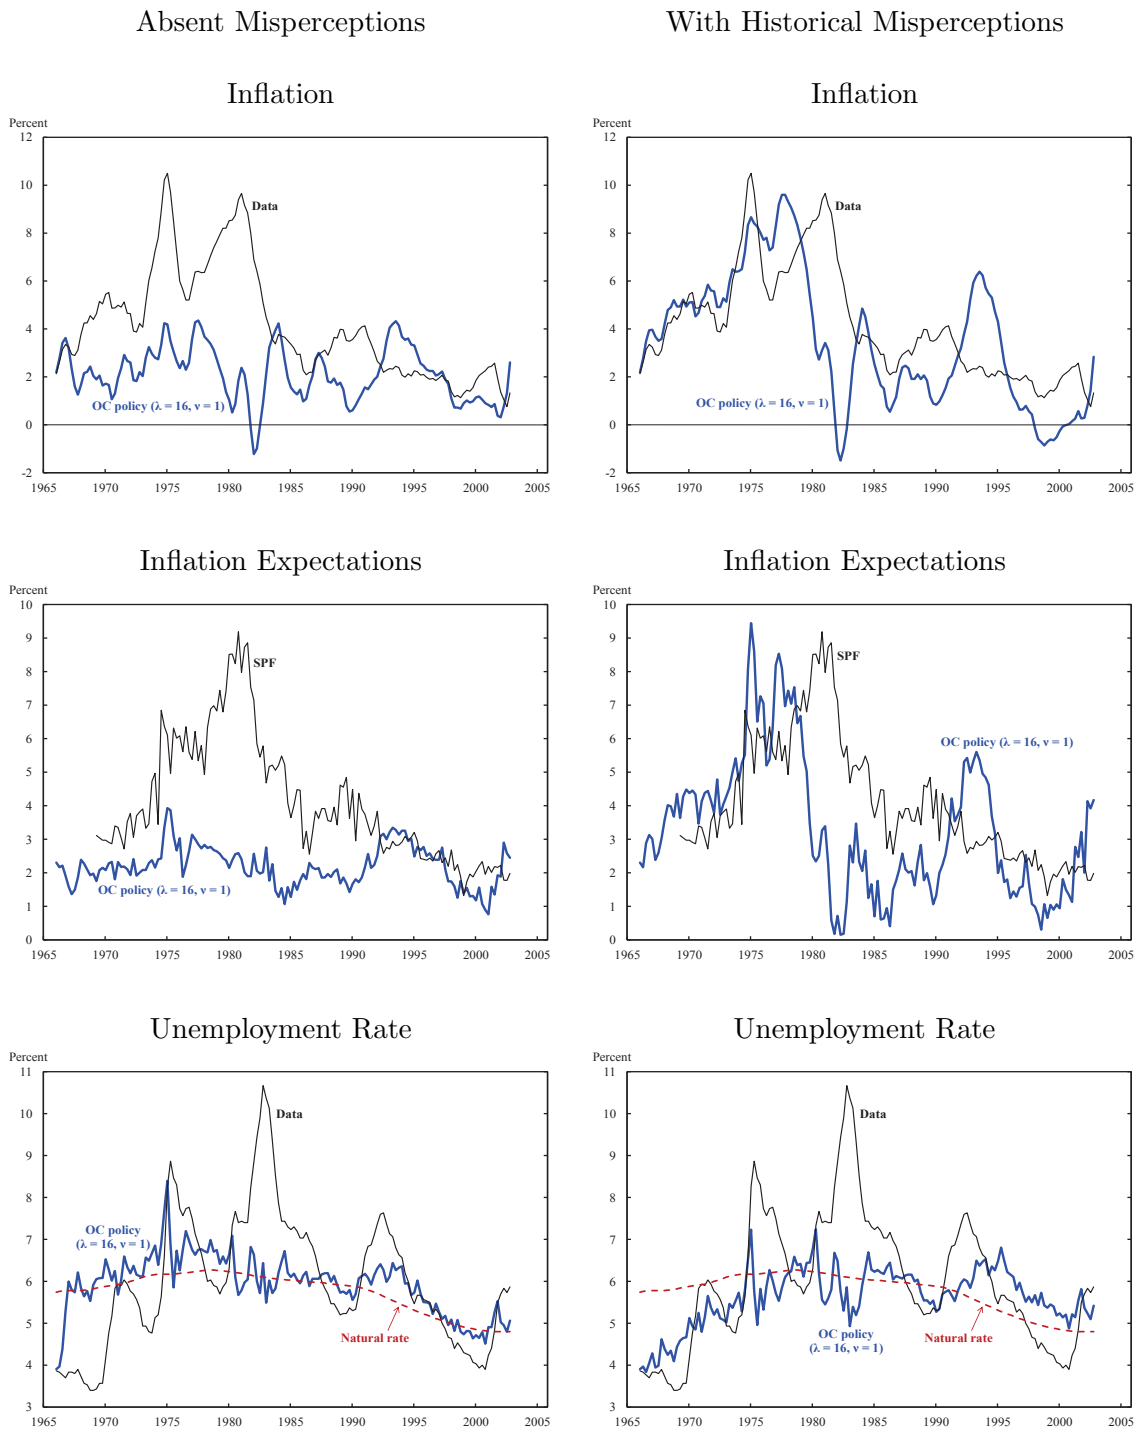 Absent Misperceptions
With Historical Misperceptions
Inflation
Percent
12
10
8
6
4
2
0
-2
Data
OC policy (λ = 16, ν = 1)
1965 1970 1975 1980 1985 1990 1995 2000 2005
Inflation
Percent
12
10
8
6
4
2
0
-2
Data
OC policy (λ = 16, ν = 1)
1965 1970 1975 1980 1985 1990 1995 2000 2005
Inflation Expectations
Percent
10
9
8
7
6
5
4
3
2
1
0
SPF
OC policy (λ = 16, ν = 1)
1965 1970 1975 1980 1985 1990 1995 2000 2005
Inflation Expectations
Percent
10
9
8
7
6
5
4
3
2
1
0
SPF
OC policy (λ = 16, ν = 1)
1965 1970 1975 1980 1985 1990 1995 2000 2005
Unemployment Rate
Percent
11
10
9
8
7
6
5
4
3
Data
OC policy
(λ = 16, ν = 1)
Natural rate
1965 1970 1975 1980 1985 1990 1995 2000 2005
Unemployment Rate
Percent
11
10
9
8
7
6
5
4
3
Data
OC policy
(λ = 16, ν = 1)
Natural rate
1965 1970 1975 1980 1985 1990 1995 2000 2005